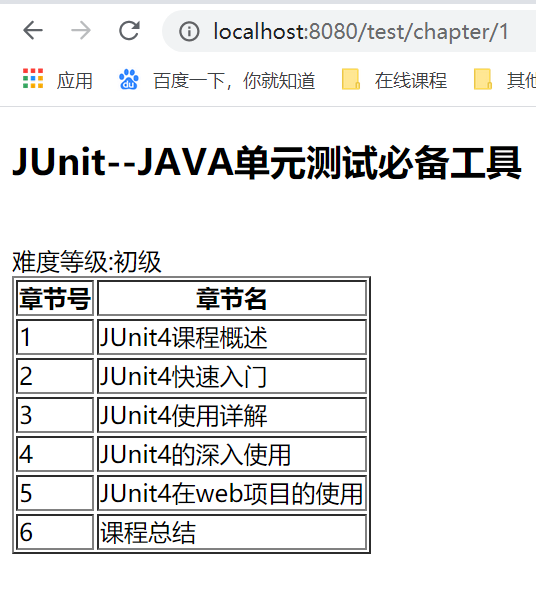 localhost:8080/test/chapter/1
应用 百度一下，你就知道 在线课程 其他
JUnit--JAVA单元测试必备工具
难度等级:初级
章节号 章节名
1 JUnit4课程概述
2 JUnit4快速入门
3 JUnit4使用详解
4 JUnit4的深入使用
5 JUnit4在web项目的使用
6 课程总结